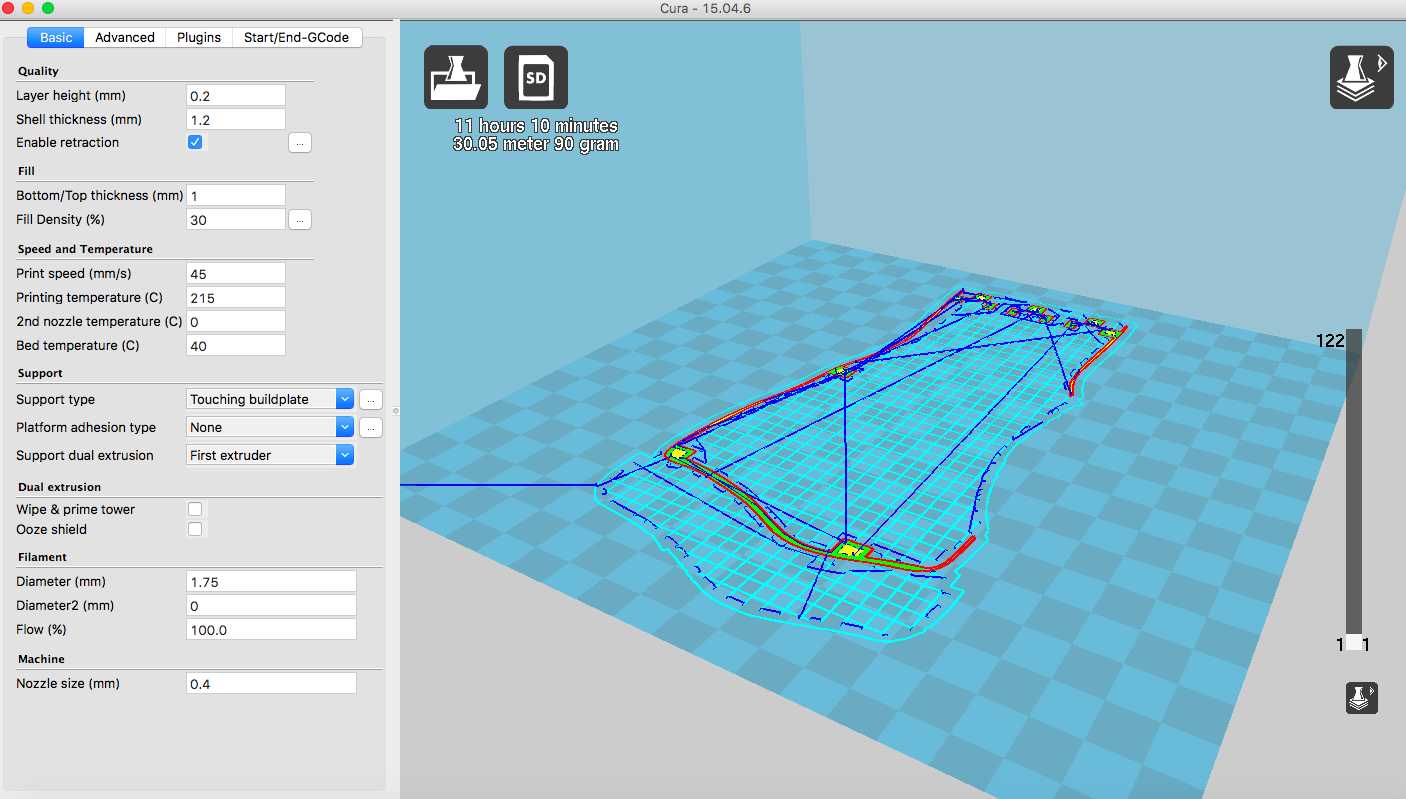 Cura - 15.04.6
Basic Advanced Plugins Start/End-GCode
Quality
Layer height (mm) 0.2
Shell thickness (mm) 1.2
Enable retraction ...
Fill
Bottom/Top thickness (mm) 1
Fill Density (%) 30 ...
Speed and Temperature
Print speed (mm/s) 45
Printing temperature (C) 215
2nd nozzle temperature (C) 0
Bed temperature (C) 40
Support
Support type Touching buildplate ...
Platform adhesion type None ...
Support dual extrusion First extruder
Dual extrusion
Wipe & prime tower
Ooze shield
Filament
Diameter (mm) 1.75
Diameter2 (mm) 0
Flow (%) 100.0
Machine
Nozzle size (mm) 0.4
SD
11 hours 10 minutes
30.05 meter 90 gram
122
1 1